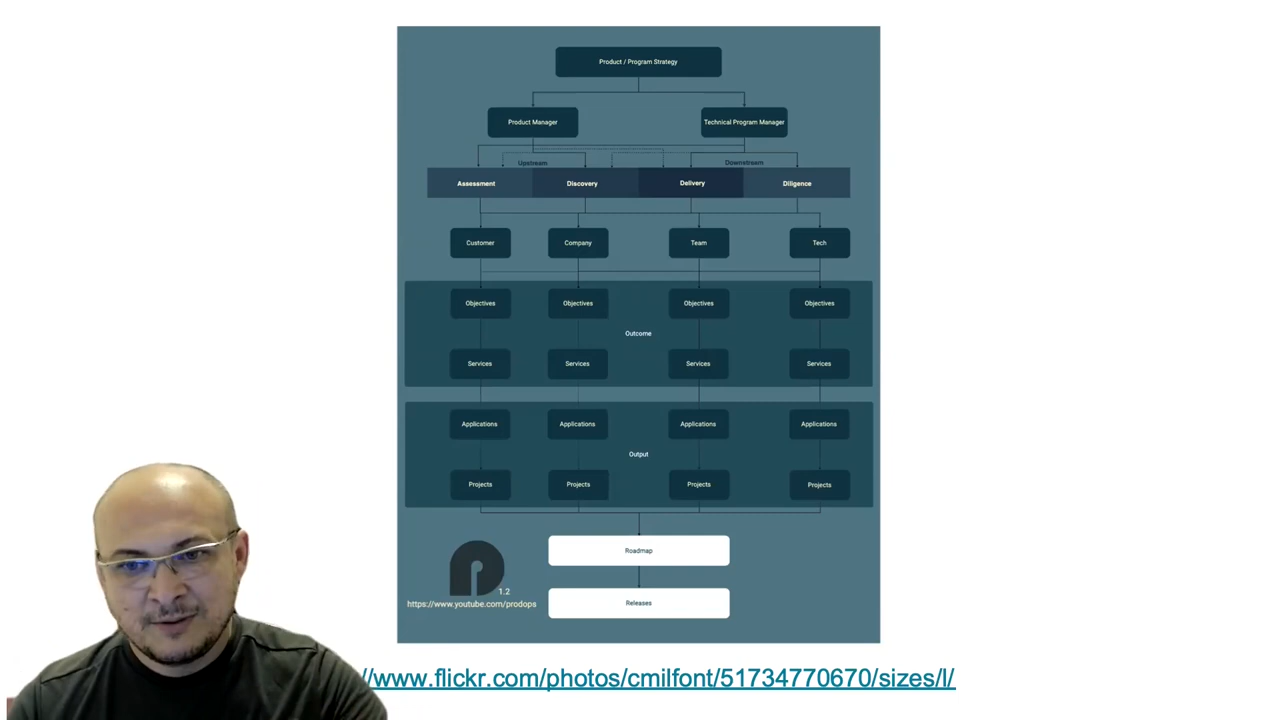 Product / Program Strategy
Product Manager
Technical Program Manager
Upstream
Downstream
Assessment
Discovery
Delivery
Diligence
Customer
Company
Team
Tech
Objectives
Objectives
Objectives
Objectives
Outcome
Services
Services
Services
Services
Applications
Applications
Applications
Applications
Output
Projects
Projects
Projects
Projects
Roadmap
1.2
https://www.youtube.com/prodops
Releases
/www.flickr.com/photos/cmilfont/51734770670/sizes/l/